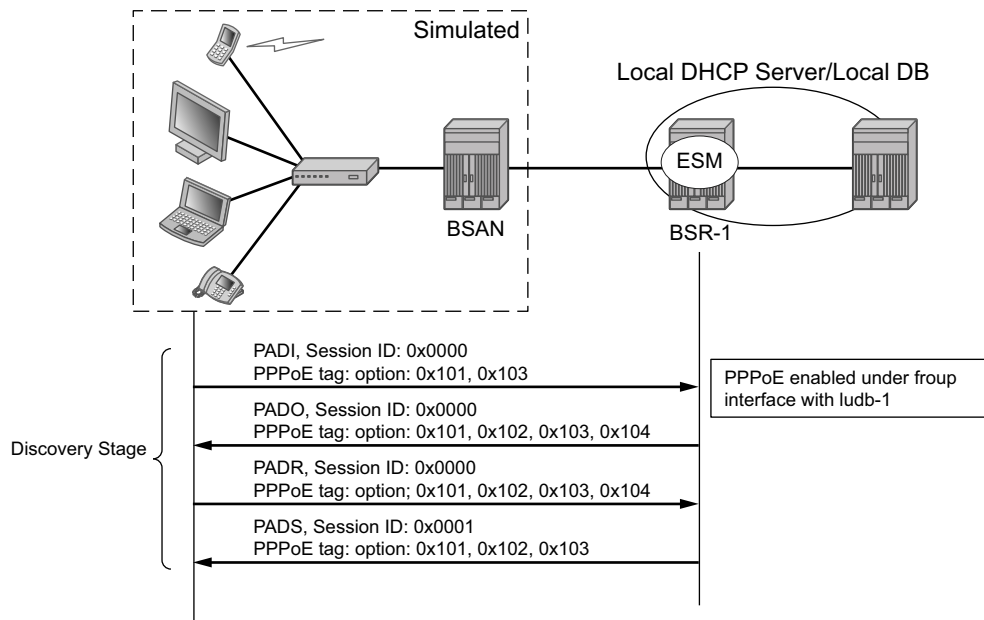 Simulated
Local DHCP Server/Local DB
ESM
BSAN
BSR-1
PADI, Session ID: 0x0000
PPPoE tag: option: 0x101, 0x103
PPPoE enabled under froup
interface with ludb-1
PADO, Session ID: 0x0000
PPPoE tag: option: 0x101, 0x102, 0x103, 0x104
Discovery Stage
PADR, Session ID: 0x0000
PPPoE tag: option; 0x101, 0x102, 0x103, 0x104
PADS, Session ID: 0x0001
PPPoE tag: option: 0x101, 0x102, 0x103